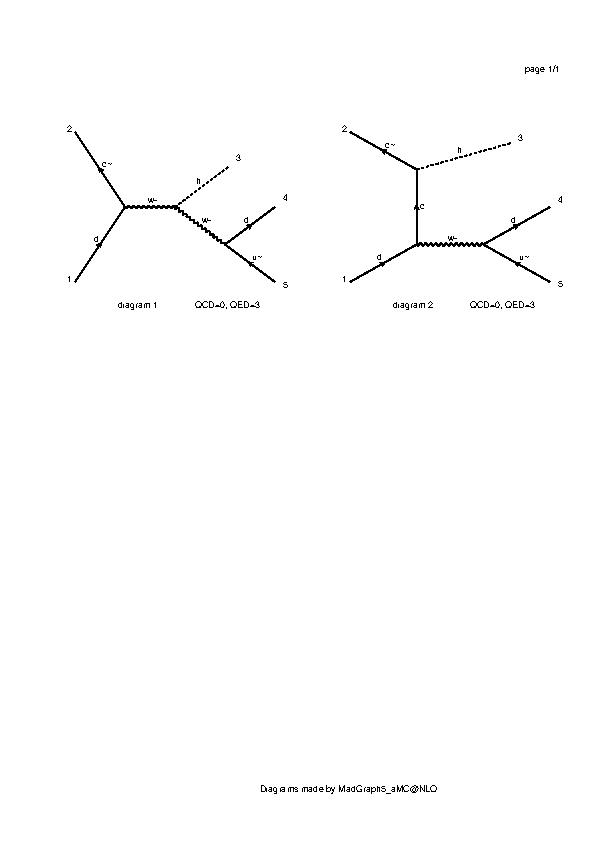 page 1/1
2
c~
d
1
w-
h
3
w-
d
4
u~
5
diagram 1 QCD=0, QED=3
2
c~
h
3
c
d
1
w-
d
4
u~
5
diagram 2 QCD=0, QED=3
Diagrams made by MadGraph5_aMC@NLO